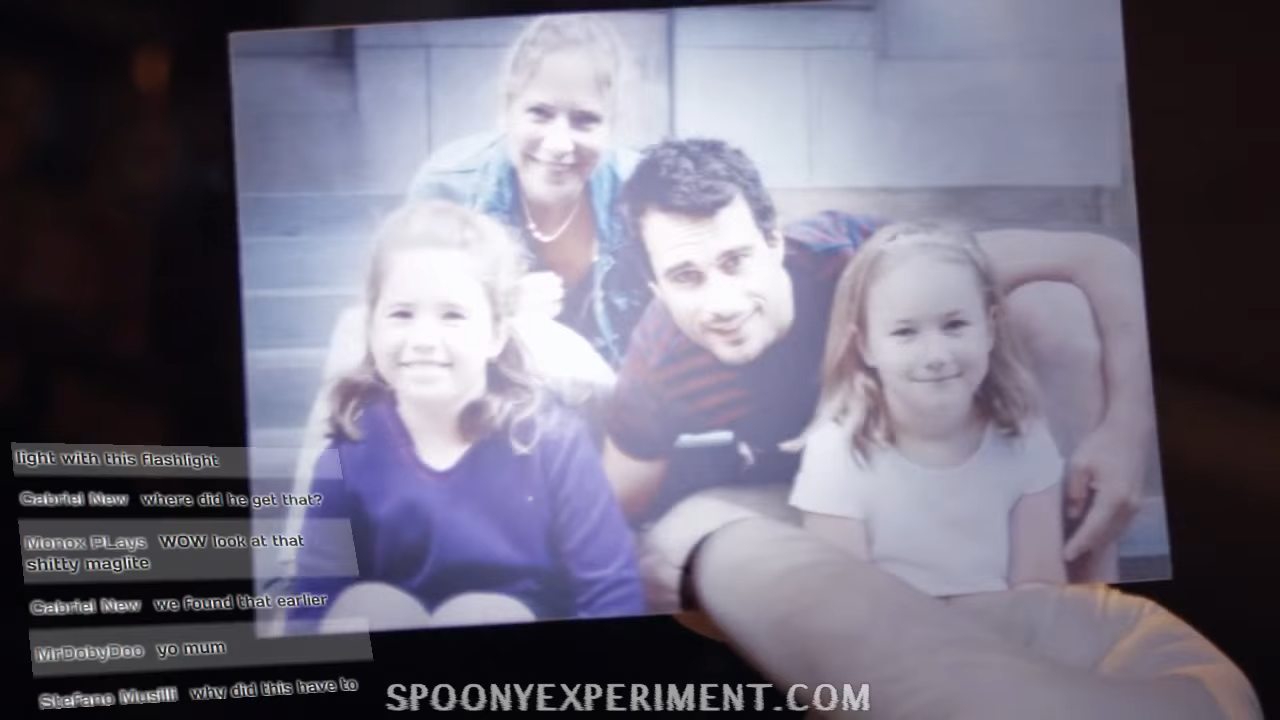 light with this flashlight
Gabriel New where did he get that?
Monox PLays WOW look at that
shitty maglite
Gabriel New we found that earlier
MrDobyDoo yo mum
Stefano Musilli why did this have to
SPOONYEXPERIMENT.COM